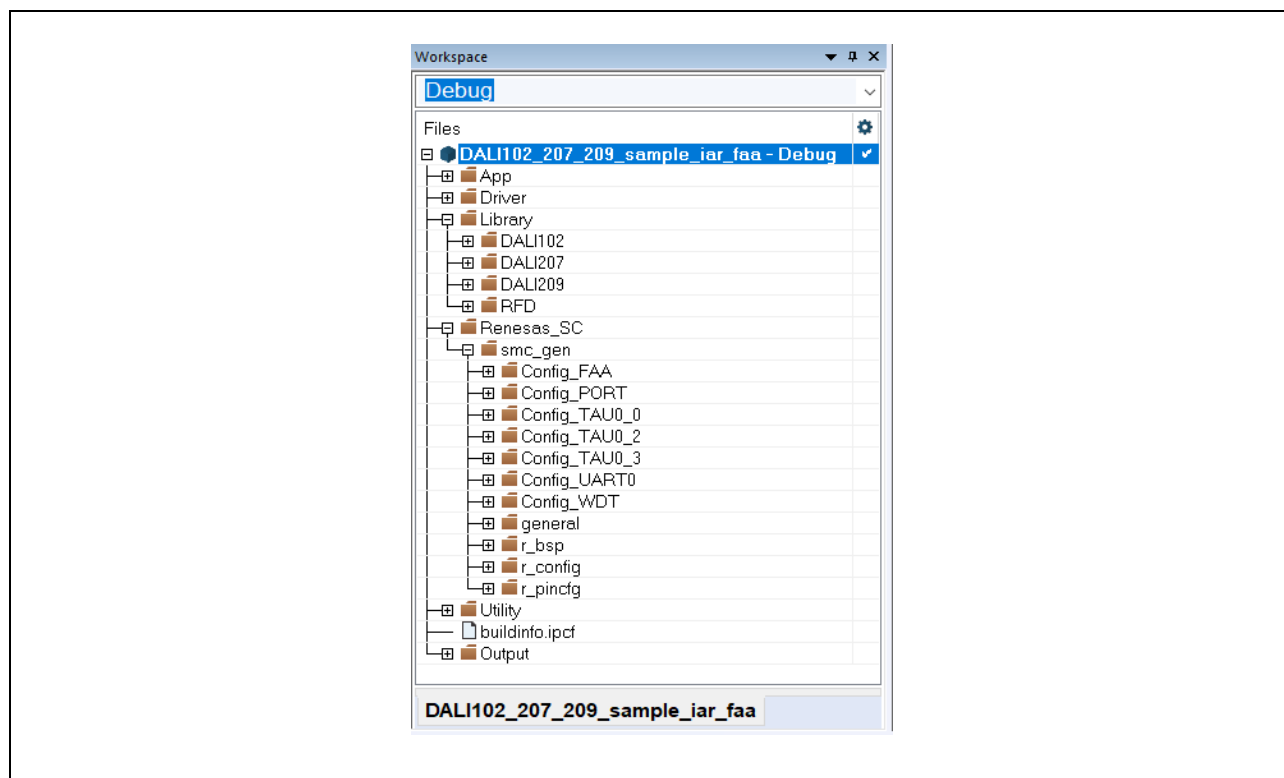 Workspace
Debug
Files
DALI102_207_209_sample_iar_faa - Debug
App
Driver
Library
DALI102
DALI207
DALI209
RFD
Renesas_SC
smc_gen
Config_FAA
Config_PORT
Config_TAU0_0
Config_TAU0_2
Config_TAU0_3
Config_UART0
Config_WDT
general
r_bsp
r_config
r_pincfg
Utility
buildinfo.ipcf
Output
DALI102_207_209_sample_iar_faa